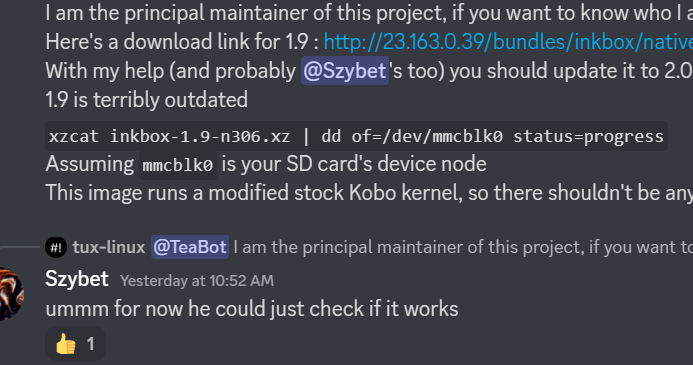 I am the principal maintainer of this project, if you want to know who I a
Here's a download link for 1.9 : http://23.163.0.39/bundles/inkbox/native
With my help (and probably @Szybet's too) you should update it to 2.0
1.9 is terribly outdated
xzcat inkbox-1.9-n306.xz | dd of=/dev/mmcblk0 status=progress
Assuming mmcblk0 is your SD card's device node
This image runs a modified stock Kobo kernel, so there shouldn't be any
#! tux-linux @TeaBot I am the principal maintainer of this project, if you want to
Szybet Yesterday at 10:52 AM
ummm for now he could just check if it works
👍 1